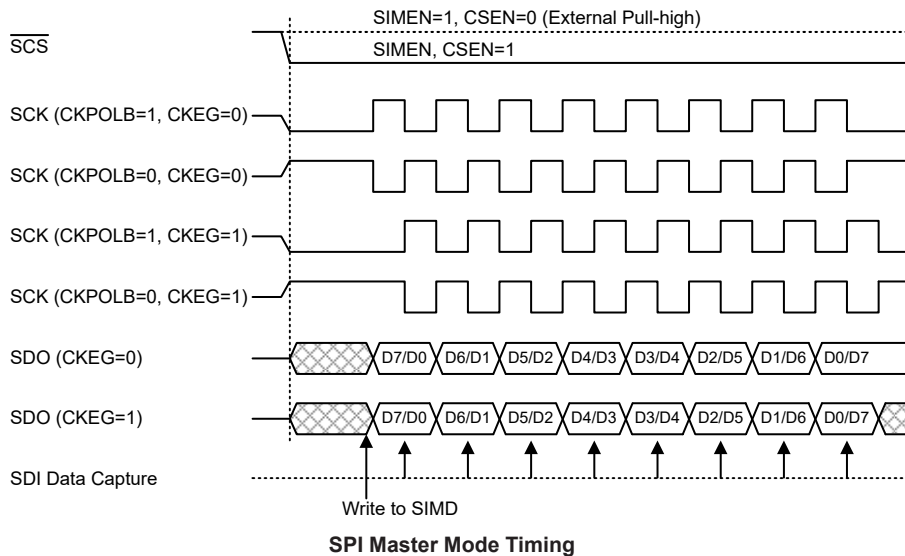 SIMEN=1, CSEN=0 (External Pull-high)
SCS
SIMEN, CSEN=1
SCK (CKPOLB=1, CKEG=0)
SCK (CKPOLB=0, CKEG=0)
SCK (CKPOLB=1, CKEG=1)
SCK (CKPOLB=0, CKEG=1)
SDO (CKEG=0) D7/D0 D6/D1 D5/D2 D4/D3 D3/D4 D2/D5 D1/D6 D0/D7
SDO (CKEG=1) D7/D0 D6/D1 D5/D2 D4/D3 D3/D4 D2/D5 D1/D6 D0/D7
SDI Data Capture
Write to SIMD
SPI Master Mode Timing